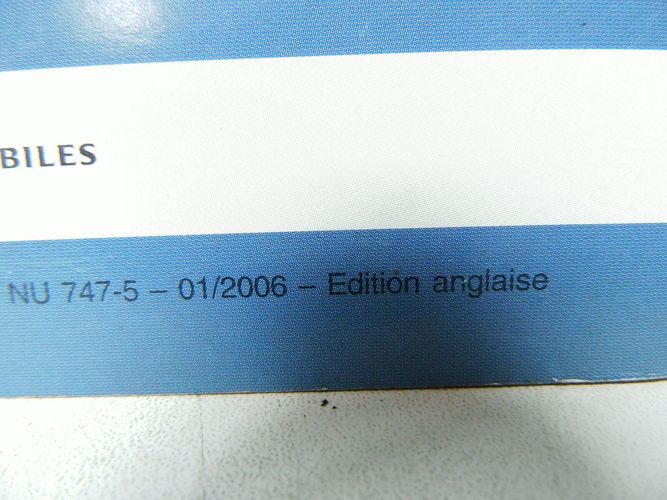 BILES
NU 747-5 – 01/2006 – Edition anglaise